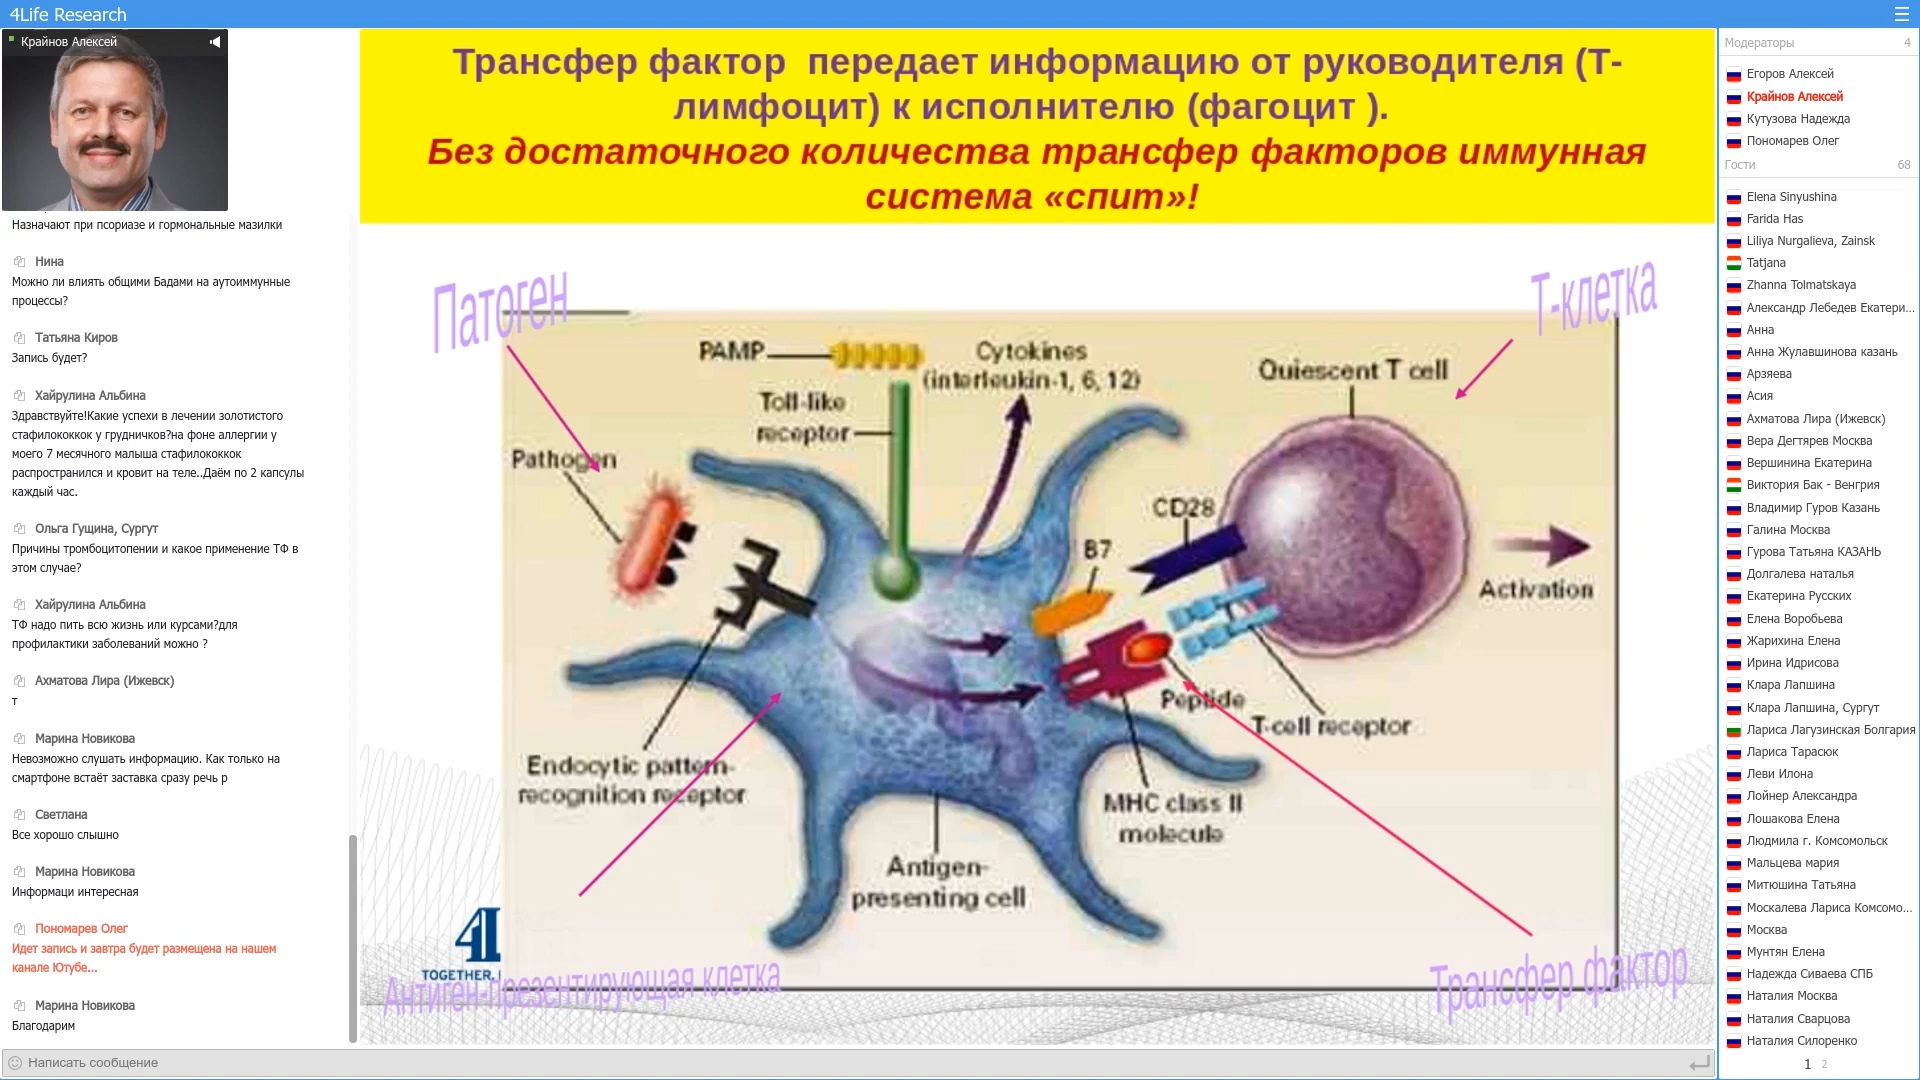 4Life Research
Крайнов Алексей
Назначают при псориазе и гормональные мазилки
Нина
Можно ли влиять общими Бадами на аутоиммунные
процессы?
Татьяна Киров
Запись будет?
Хайрулина Альбина
Здравствуйте!Какие успехи в лечении золотистого
стафилококкок у грудничков?на фоне аллергии у
моего 7 месячного малыша стафилококкок
распространился и кровит на теле..Даём по 2 капсулы
каждый час.
Ольга Гущина, Сургут
Причины тромбоцитопении и какое применение ТФ в
этом случае?
Хайрулина Альбина
ТФ надо пить всю жизнь или курсами?для
профилактики заболеваний можно ?
Ахматова Лира (Ижевск)
т
Марина Новикова
Невозможно слушать информацию. Как только на
смартфоне встаёт заставка сразу речь р
Светлана
Все хорошо слышно
Марина Новикова
Информаци интересная
Пономарев Олег
Идет запись и завтра будет размещена на нашем
канале Ютубе...
Марина Новикова
Благодарим
Написать сообщение
Трансфер фактор передает информацию от руководителя (Т-
лимфоцит) к исполнителю (фагоцит ).
Без достаточного количества трансфер факторов иммунная
система «спит»!
Патоген
Т-клетка
PAMP
Cytokines
(interleukin-1, 6, 12)
Quiescent T cell
Toll-like
receptor
Pathogen
CD28
B7
Activation
Peptide
T-cell receptor
Endocytic pattern-
recognition receptor
MHC class II
molecule
Antigen-
presenting cell
4L
TOGETHER.
Антиген-презентирующая клетка
Трансфер фактор
Модераторы 4
Егоров Алексей
Крайнов Алексей
Кутузова Надежда
Пономарев Олег
Гости 68
Elena Sinyushina
Farida Has
Liliya Nurgalieva, Zainsk
Tatjana
Zhanna Tolmatskaya
Александр Лебедев Екатери...
Анна
Анна Жулавшинова казань
Арзяева
Асия
Ахматова Лира (Ижевск)
Вера Дегтярев Москва
Вершинина Екатерина
Виктория Бак - Венгрия
Владимир Гуров Казань
Галина Москва
Гурова Татьяна КАЗАНЬ
Долгалева наталья
Екатерина Русских
Елена Воробьева
Жарихина Елена
Ирина Идрисова
Клара Лапшина
Клара Лапшина, Сургут
Лариса Лагузинская Болгария
Лариса Тарасюк
Леви Илона
Лойнер Александра
Лошакова Елена
Людмила г. Комсомольск
Мальцева мария
Митюшина Татьяна
Москалева Лариса Комсомо...
Москва
Мунтян Елена
Надежда Сиваева СПБ
Наталия Москва
Наталия Сварцова
Наталия Силоренко
1 2